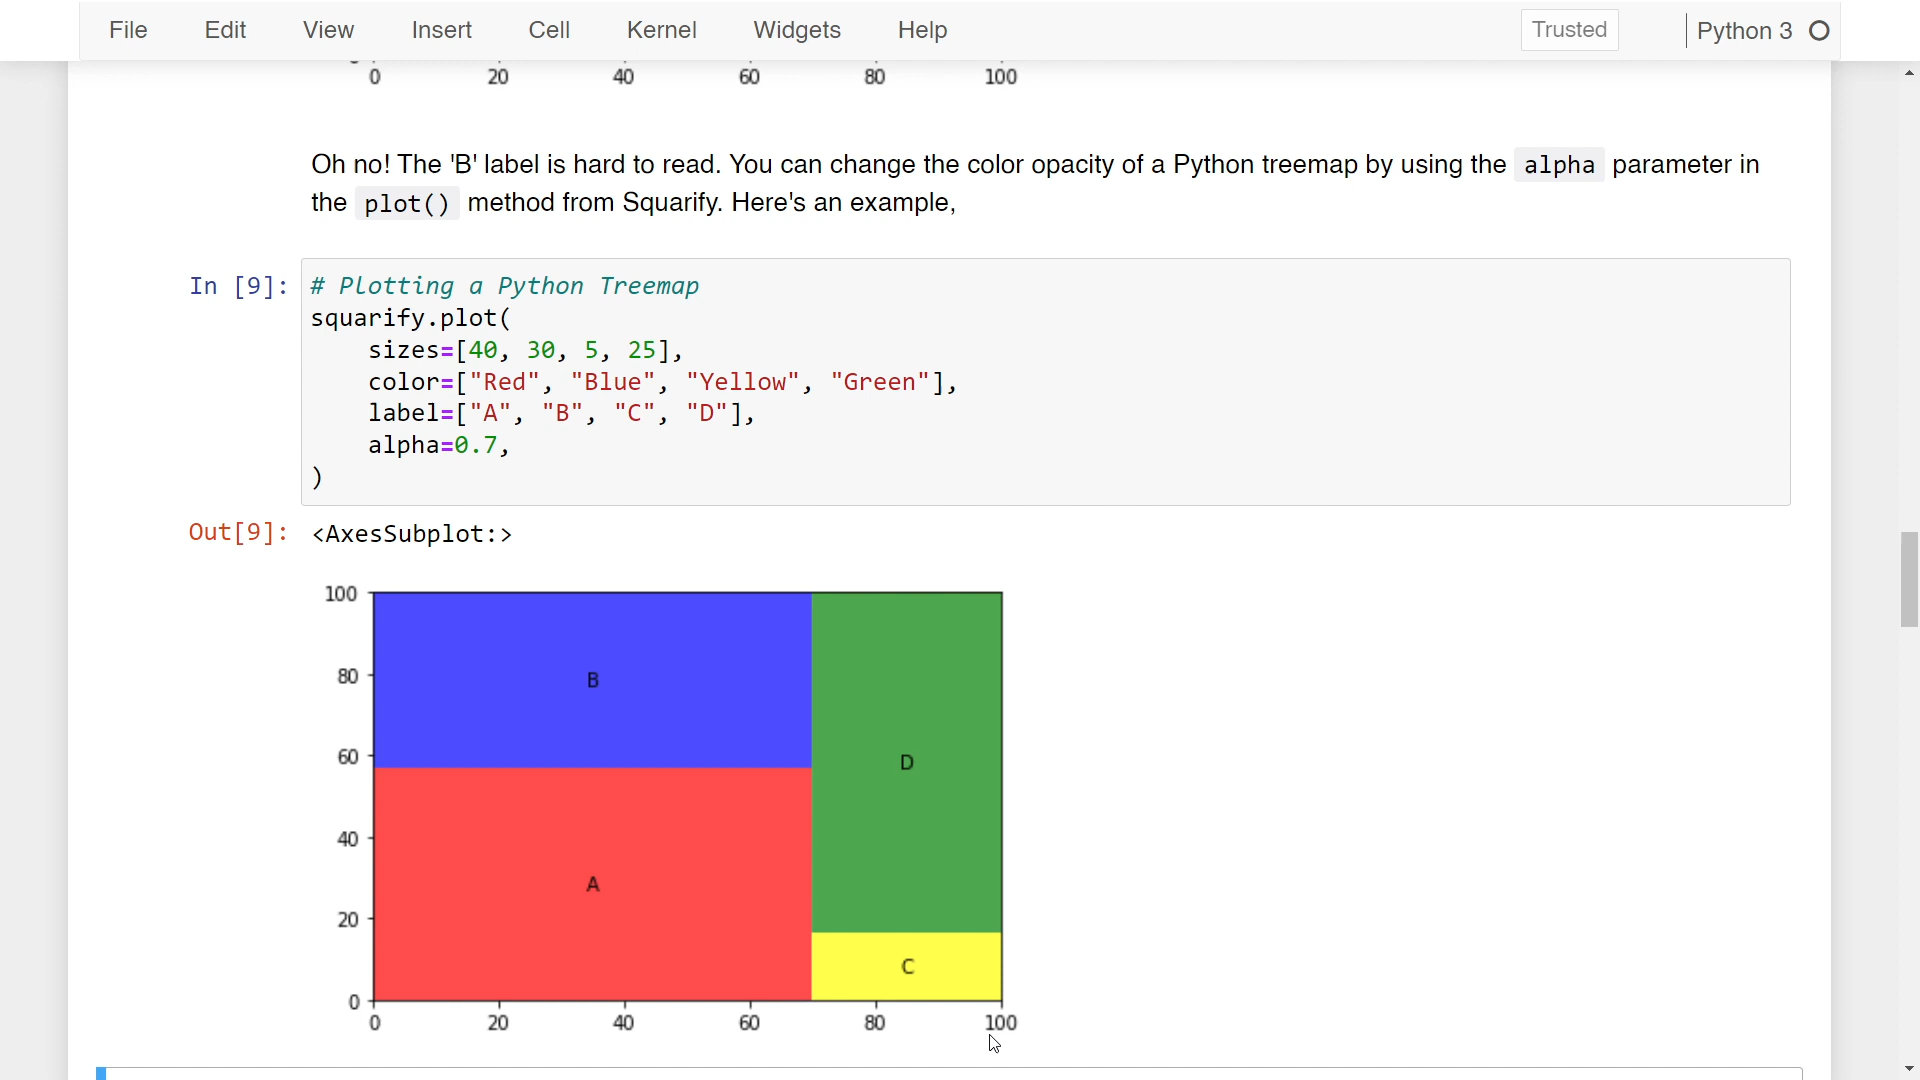 File Edit View Insert Cell Kernel Widgets Help Trusted Python 3
0 20 40 60 80 100
Oh no! The 'B' label is hard to read. You can change the color opacity of a Python treemap by using the alpha parameter in
the plot() method from Squarify. Here's an example,
In [9]: # Plotting a Python Treemap
squarify.plot(
    sizes=[40, 30, 5, 25],
    color=["Red", "Blue", "Yellow", "Green"],
    label=["A", "B", "C", "D"],
    alpha=0.7,
)
Out[9]: <AxesSubplot:>
100
80
B
60
D
40
A
20
C
0
0 20 40 60 80 100